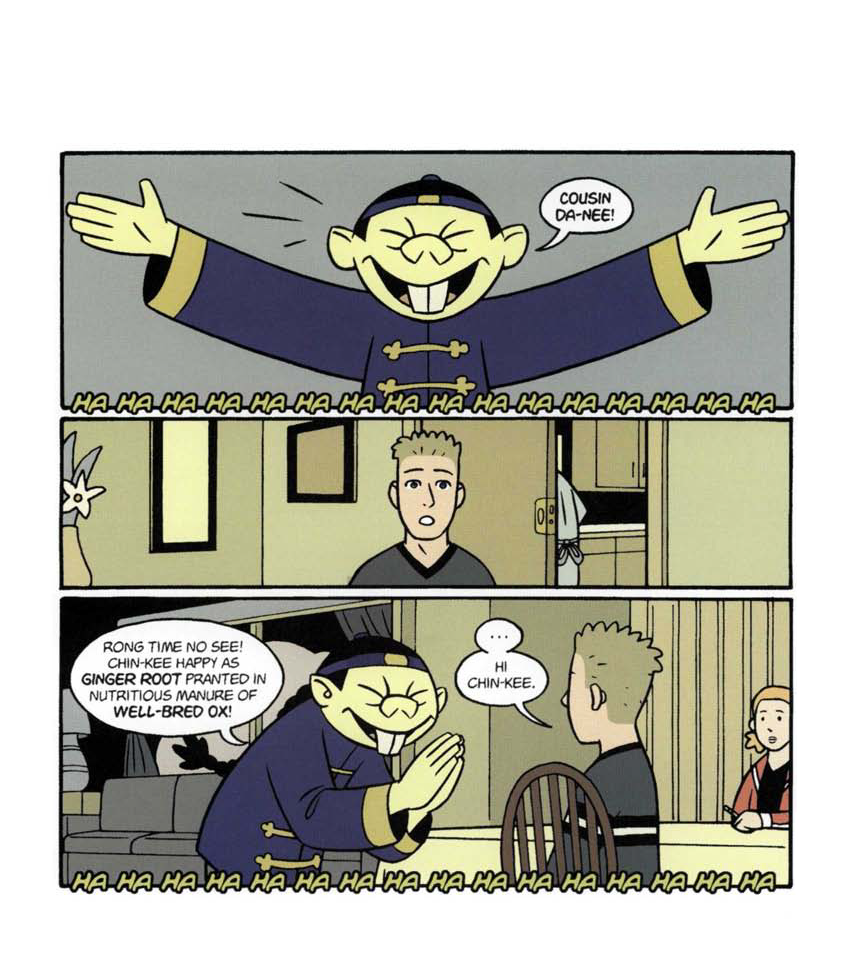 COUSIN
DA-NEE!
HA HA HA HA HA HA HA HA HA HA HA HA HA HA HA HA
RONG TIME NO SEE!
CHIN-KEE HAPPY AS
GINGER ROOT PRANTED IN
NUTRITIOUS MANURE OF
WELL-BRED OX!
...
HI
CHIN-KEE.
HA HA HA HA HA HA HA HA HA HA HA HA HA HA HA HA